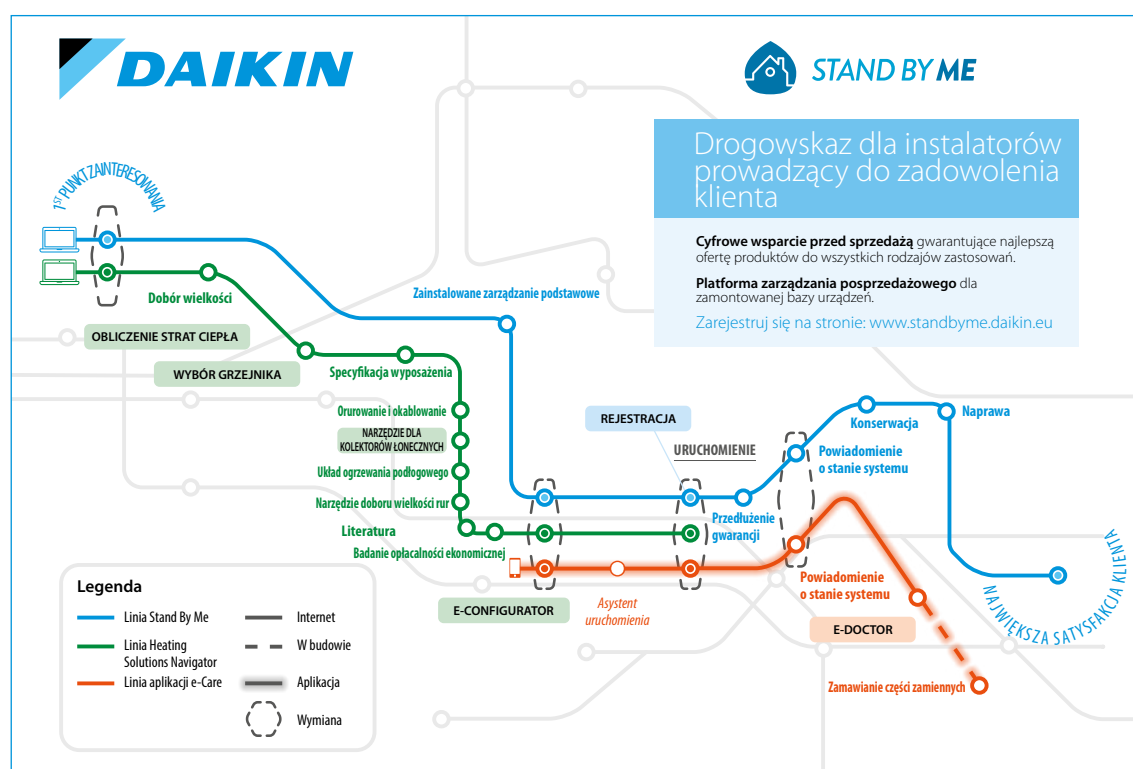 DAIKIN
STAND BY ME
Drogowskaz dla instalatorów
prowadzący do zadowolenia
klienta
Cyfrowe wsparcie przed sprzedażą gwarantujące najlepszą
ofertę produktów do wszystkich rodzajów zastosowań.
Platforma zarządzania posprzedażowego dla
zamontowanej bazy urządzeń.
Zarejestruj się na stronie: www.standbyme.daikin.eu
1ST PUNKT ZAINTERESOWANIA
Dobór wielkości
Zainstalowane zarządzanie podstawowe
OBLICZENIE STRAT CIEPŁA
WYBÓR GRZEJNIKA
Specyfikacja wyposażenia
Orurowanie i okablowanie
NARZĘDZIE DLA
KOLEKTORÓW ŁONECZNYCH
Układ ogrzewania podłogowego
Narzędzie doboru wielkości rur
Literatura
Badanie opłacalności ekonomicznej
REJESTRACJA
URUCHOMIENIE
Konserwacja
Naprawa
Powiadomienie
o stanie systemu
Przedłużenie
gwarancji
E-CONFIGURATOR
Asystent
uruchomienia
Powiadomienie
o stanie systemu
E-DOCTOR
Zamawianie części zamiennych
NAJWIĘKSZA SATYSFAKCJA KLIENTA
Legenda
Linia Stand By Me
Linia Heating
Solutions Navigator
Linia aplikacji e-Care
Internet
W budowie
Aplikacja
Wymiana